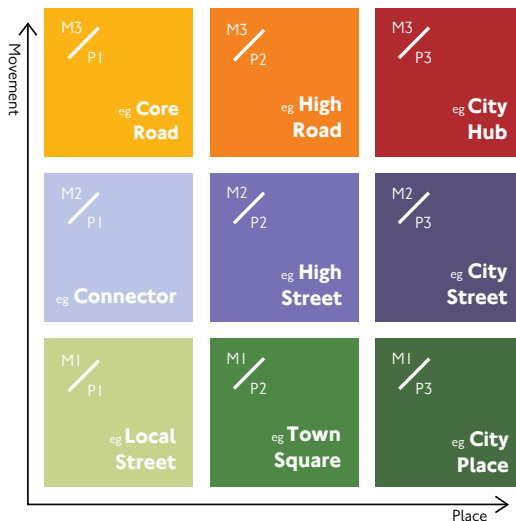 Movement
M3
P1
eg Core
Road
M3
P2
eg High
Road
M3
P3
eg City
Hub
M2
P1
eg Connector
M2
P2
eg High
Street
M2
P3
eg City
Street
M1
P1
eg Local
Street
M1
P2
eg Town
Square
M1
P3
eg City
Place
Place